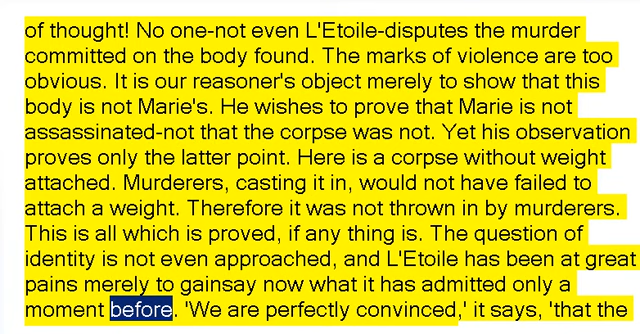 of thought! No one-not even L'Etoile-disputes the murder
committed on the body found. The marks of violence are too
obvious. It is our reasoner's object merely to show that this
body is not Marie's. He wishes to prove that Marie is not
assassinated-not that the corpse was not. Yet his observation
proves only the latter point. Here is a corpse without weight
attached. Murderers, casting it in, would not have failed to
attach a weight. Therefore it was not thrown in by murderers.
This is all which is proved, if any thing is. The question of
identity is not even approached, and L'Etoile has been at great
pains merely to gainsay now what it has admitted only a
moment before. 'We are perfectly convinced,' it says, 'that the